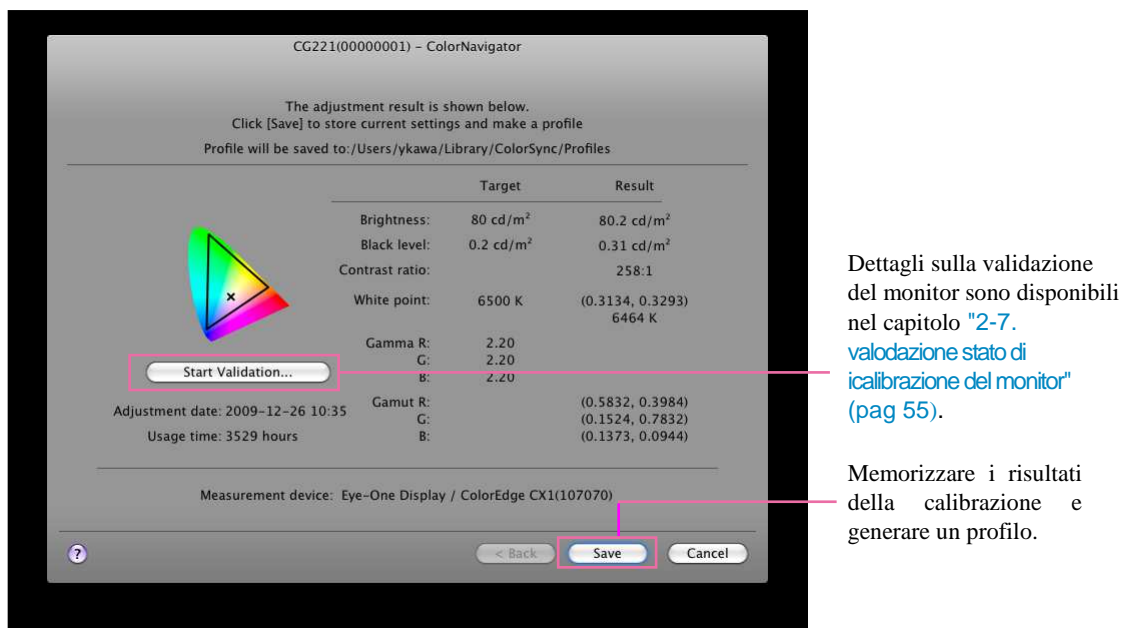 CG221(00000001) – ColorNavigator
The adjustment result is shown below.
Click [Save] to store current settings and make a profile
Profile will be saved to:/Users/ykawa/Library/ColorSync/Profiles
Target Result
Brightness: 80 cd/m² 80.2 cd/m²
Black level: 0.2 cd/m² 0.31 cd/m²
Contrast ratio: 258:1
White point: 6500 K (0.3134, 0.3293)
6464 K
Gamma R: 2.20
G: 2.20
B: 2.20
Gamut R: (0.5832, 0.3984)
G: (0.1524, 0.7832)
B: (0.1373, 0.0944)
Start Validation...
Adjustment date: 2009–12–26 10:35
Usage time: 3529 hours
Measurement device: Eye–One Display / ColorEdge CX1(107070)
?
< Back Save Cancel
Dettagli sulla validazione
del monitor sono disponibili
nel capitolo "2-7.
valodazione stato di
icalibrazione del monitor"
(pag 55).
Memorizzare i risultati
della calibrazione e
generare un profilo.